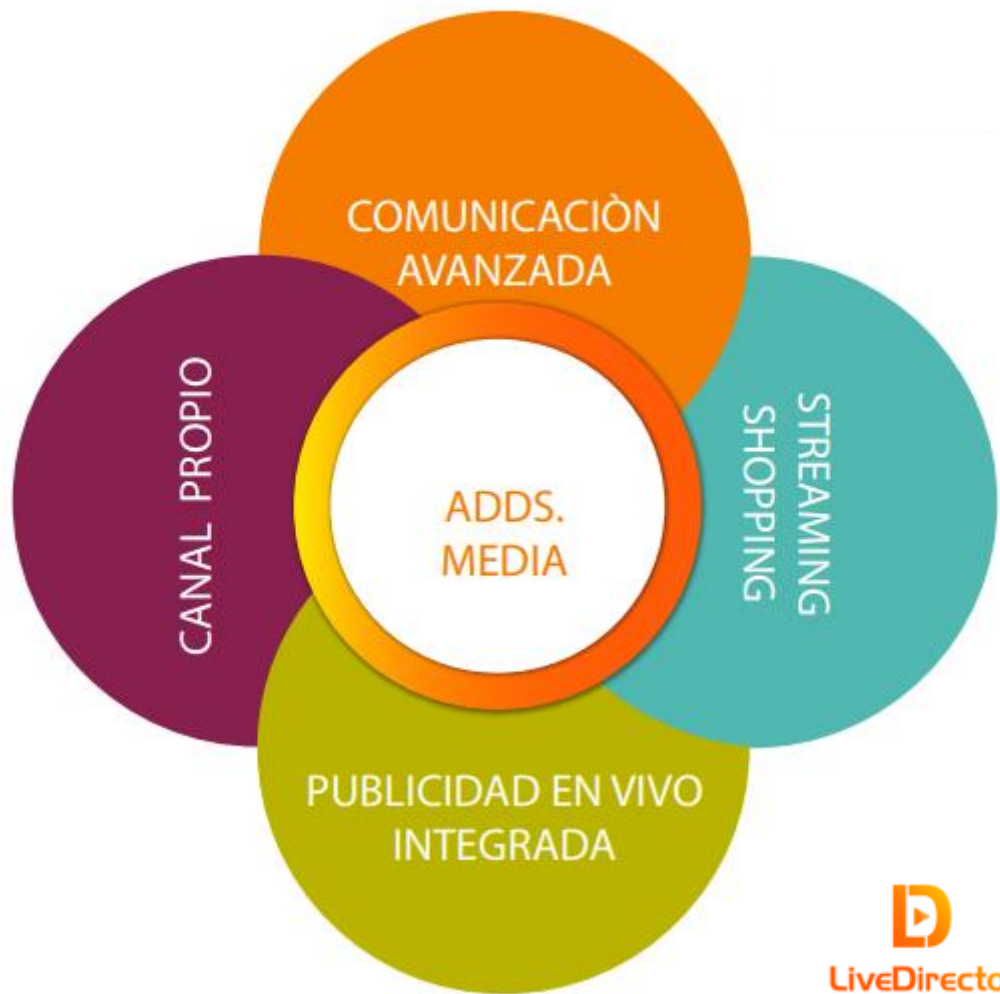 COMUNICACIÒN
AVANZADA
CANAL PROPIO
ADDS.
MEDIA
STREAMING
SHOPPING
PUBLICIDAD EN VIVO
INTEGRADA
LiveDirecto